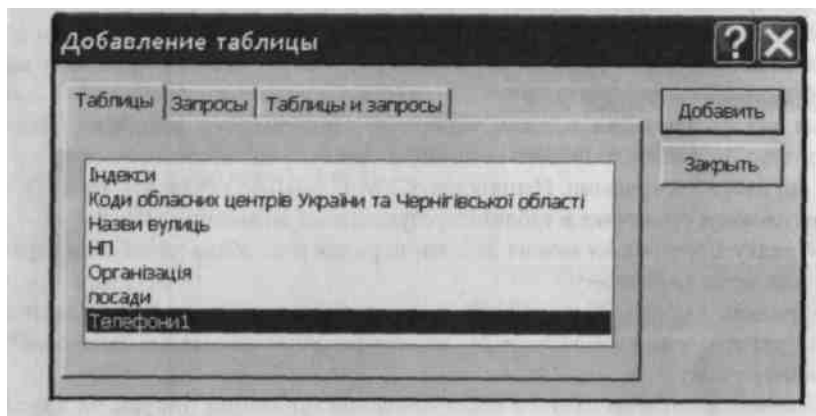 Добавление таблицы
Таблицы Запросы Таблицы и запросы
Добавить
Закрыть
Індекси
Коди обласних центрів України та Чернігівської області
Назви вулиць
НП
Організація
посади
Телефони1